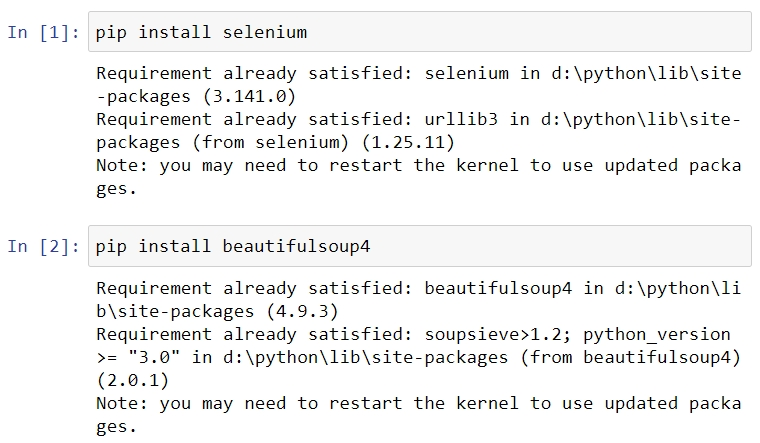 In [1]: pip install selenium
Requirement already satisfied: selenium in d:\python\lib\site
-packages (3.141.0)
Requirement already satisfied: urllib3 in d:\python\lib\site-
packages (from selenium) (1.25.11)
Note: you may need to restart the kernel to use updated packa
ges.
In [2]: pip install beautifulsoup4
Requirement already satisfied: beautifulsoup4 in d:\python\li
b\site-packages (4.9.3)
Requirement already satisfied: soupsieve>1.2; python_version
>= "3.0" in d:\python\lib\site-packages (from beautifulsoup4)
(2.0.1)
Note: you may need to restart the kernel to use updated packa
ges.